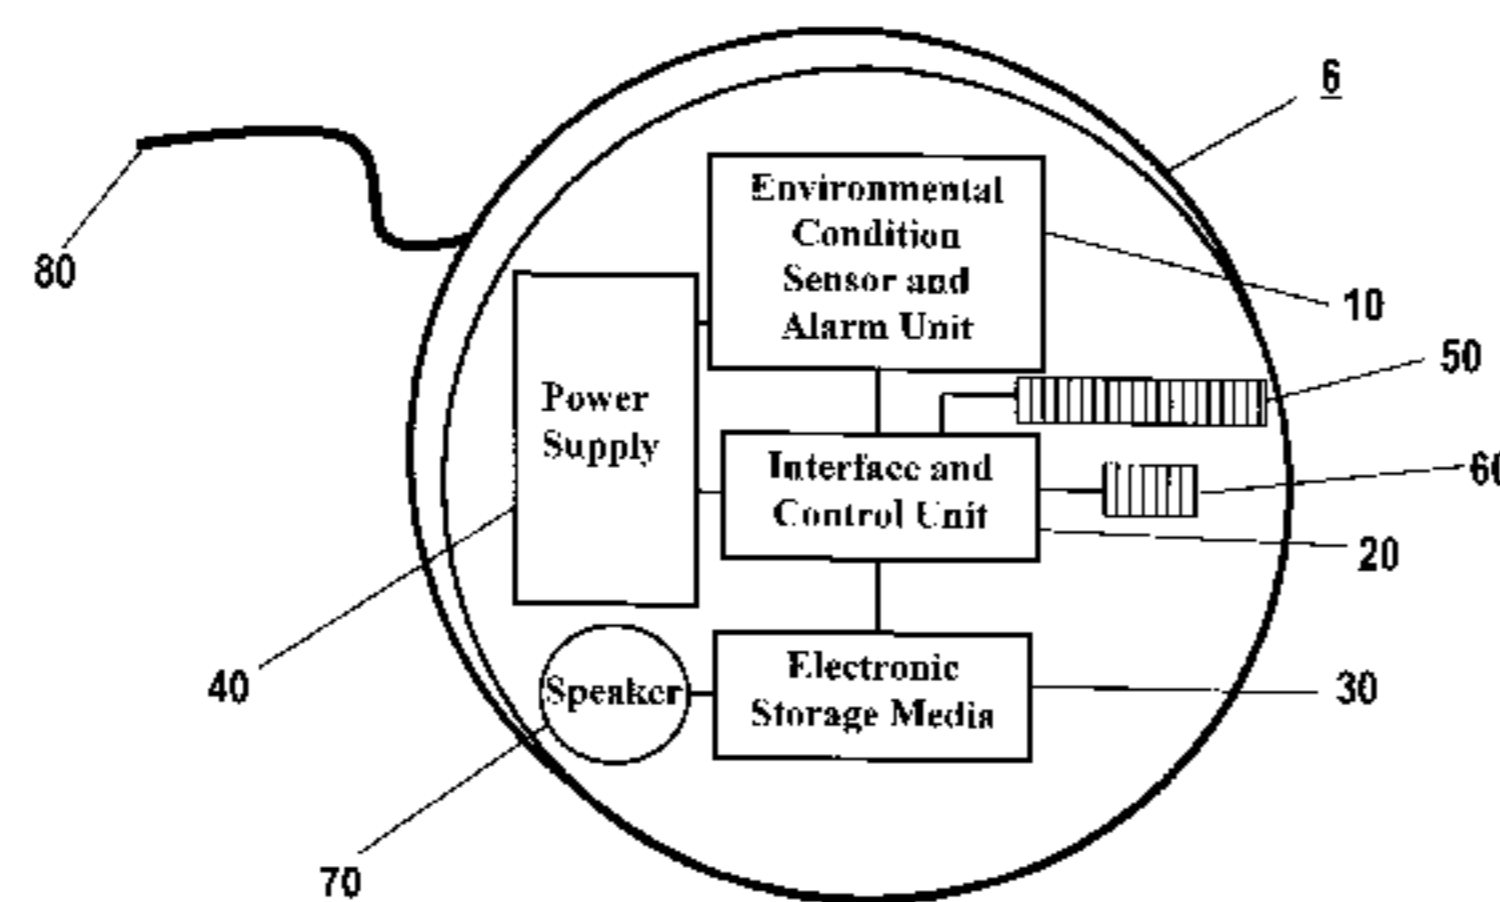 6
80
Environmental
Condition
Sensor and
Alarm Unit
10
50
Power
Supply
Interface and
Control Unit
60
20
40
Electronic
Storage Media
30
Speaker
70